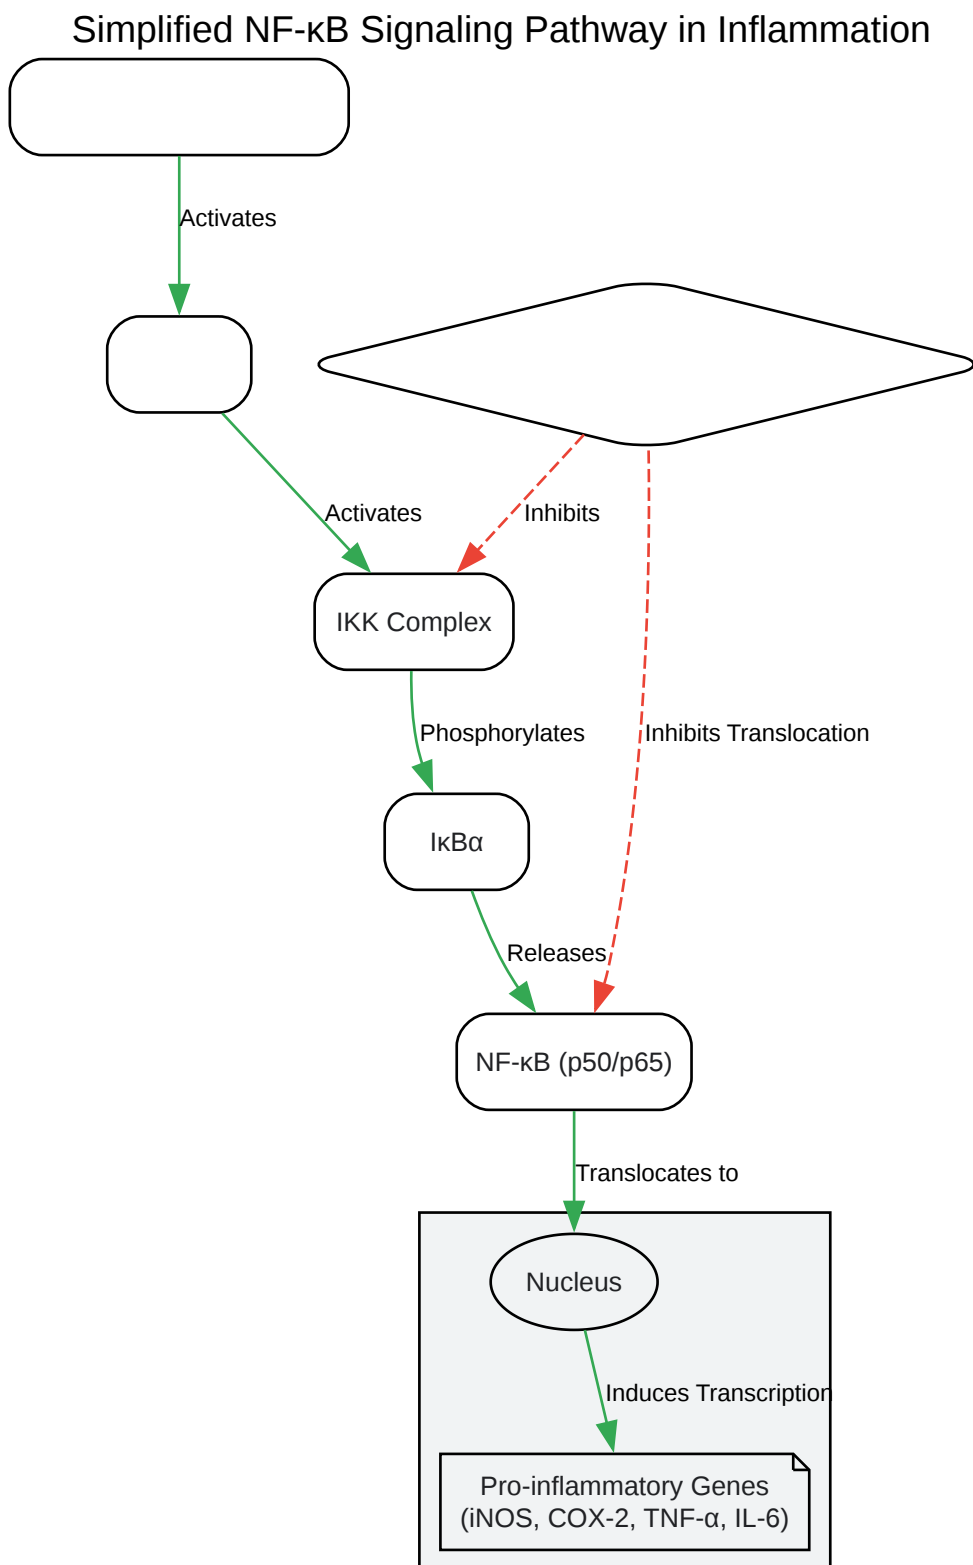 Simplified NF-κB Signaling Pathway in Inflammation
Activates
Activates
Inhibits
IKK Complex
Phosphorylates
Inhibits Translocation
IκBα
Releases
NF-κB (p50/p65)
Translocates to
Nucleus
Induces Transcription
Pro-inflammatory Genes
(iNOS, COX-2, TNF-α, IL-6)